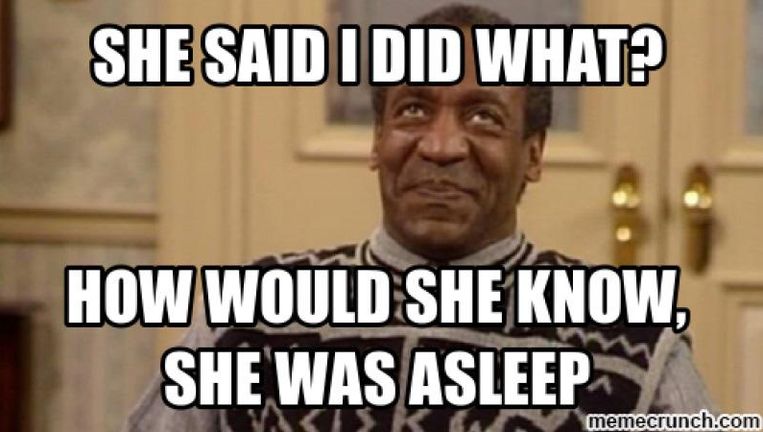 SHE SAID I DID WHAT?
HOW WOULD SHE KNOW,
SHE WAS ASLEEP
memecrunch.com